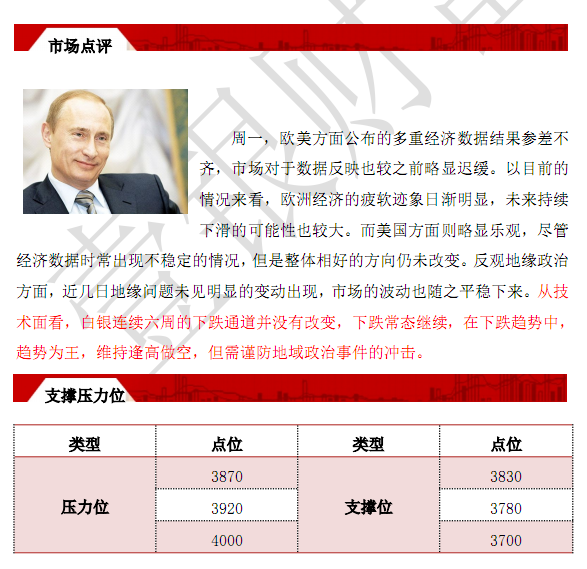 市场点评
周一，欧美方面公布的多重经济数据结果参差不
齐，市场对于数据反映也较之前略显迟缓。以目前的
情况来看，欧洲经济的疲软迹象日渐明显，未来持续
下滑的可能性也较大。而美国方面则略显乐观，尽管
经济数据时常出现不稳定的情况，但是整体相好的方向仍未改变。反观地缘政治
方面，近几日地缘问题未见明显的变动出现，市场的波动也随之平稳下来。从技
术面看，白银连续六周的下跌通道并没有改变，下跌常态继续，在下跌趋势中，
趋势为王，维持逢高做空，但需谨防地域政治事件的冲击。
支撑压力位
类型 点位 类型 点位
3870 3830
压力位 3920 支撑位 3780
4000 3700